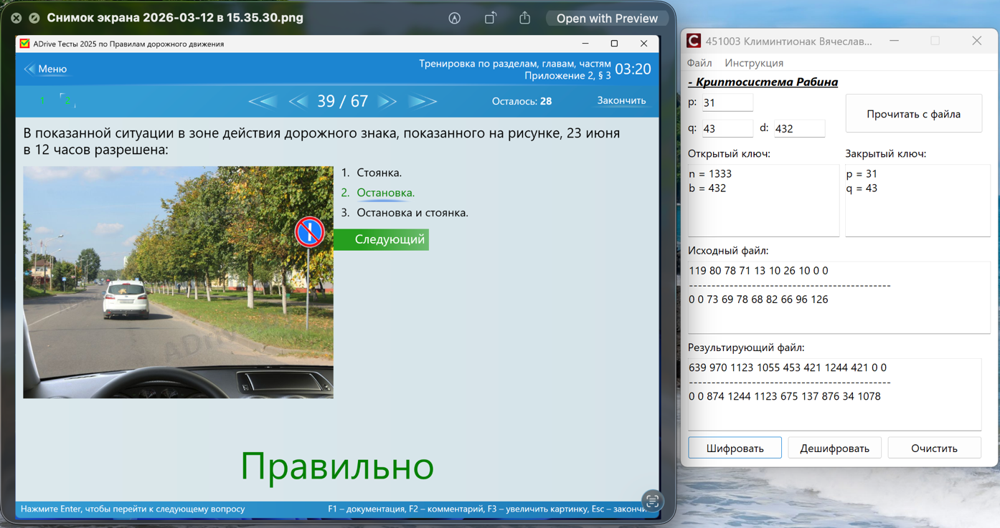 Снимок экрана 2026-03-12 в 15.35.30.png
Open with Preview
ADrive Тесты 2025 по Правилам дорожного движения
Меню
Тренировка по разделам, главам, частям
Приложение 2, § 3
03:20
1 2
39 / 67
Осталось: 28
Закончить
В показанной ситуации в зоне действия дорожного знака, показанного на рисунке, 23 июня
в 12 часов разрешена:
1. Стоянка.
2. Остановка.
3. Остановка и стоянка.
Следующий
ADriv
Правильно
Нажмите Enter, чтобы перейти к следующему вопросу
F1 – документация, F2 – комментарий, F3 – увеличить картинку, Esc – закончи
451003 Климинтионак Вячеслав...
Файл Инструкция
- Криптосистема Рабина
p: 31
Прочитать с файла
q: 43 d: 432
Открытый ключ:
n = 1333
b = 432
Закрытый ключ:
p = 31
q = 43
Исходный файл:
119 80 78 71 13 10 26 10 0 0
----------------------------------------
0 0 73 69 78 68 82 66 96 126
Результирующий файл:
639 970 1123 1055 453 421 1244 421 0 0
----------------------------------------
0 0 874 1244 1123 675 137 876 34 1078
Шифровать
Дешифровать
Очистить